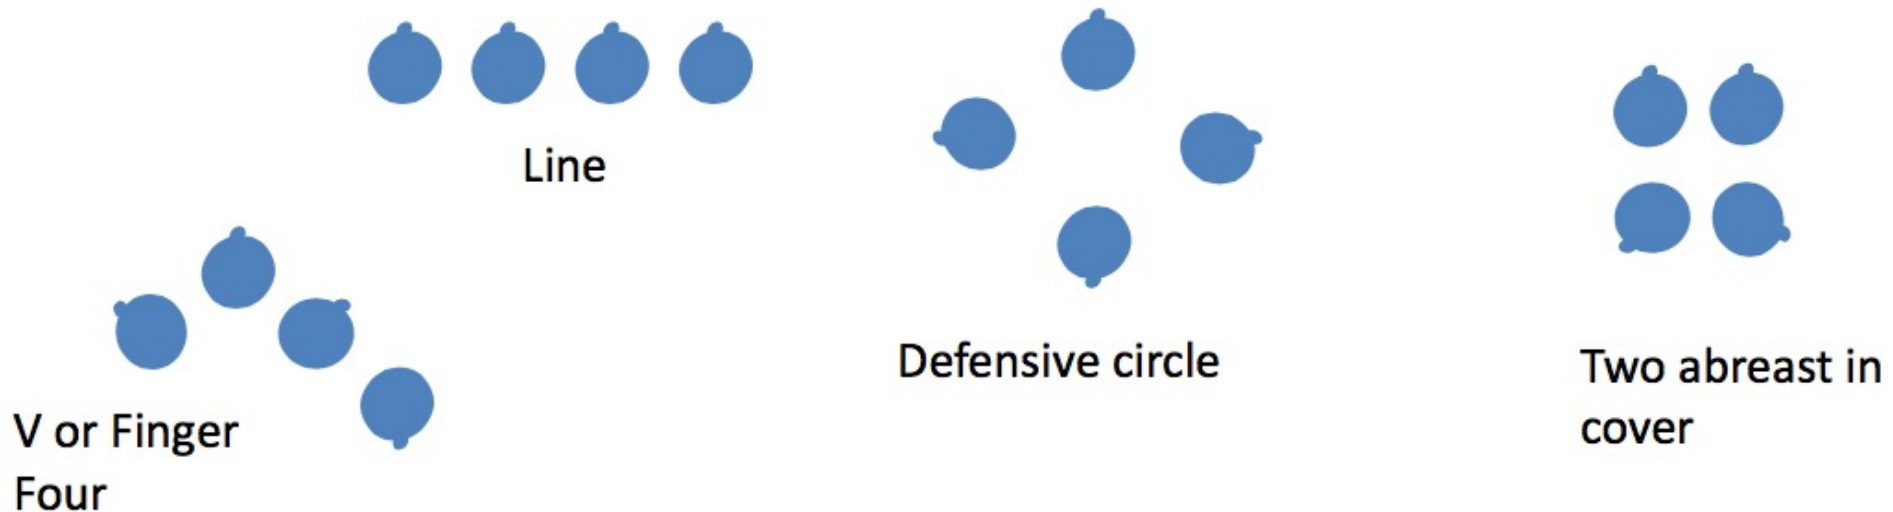 Line
V or Finger
Four
Defensive circle
Two abreast in
cover